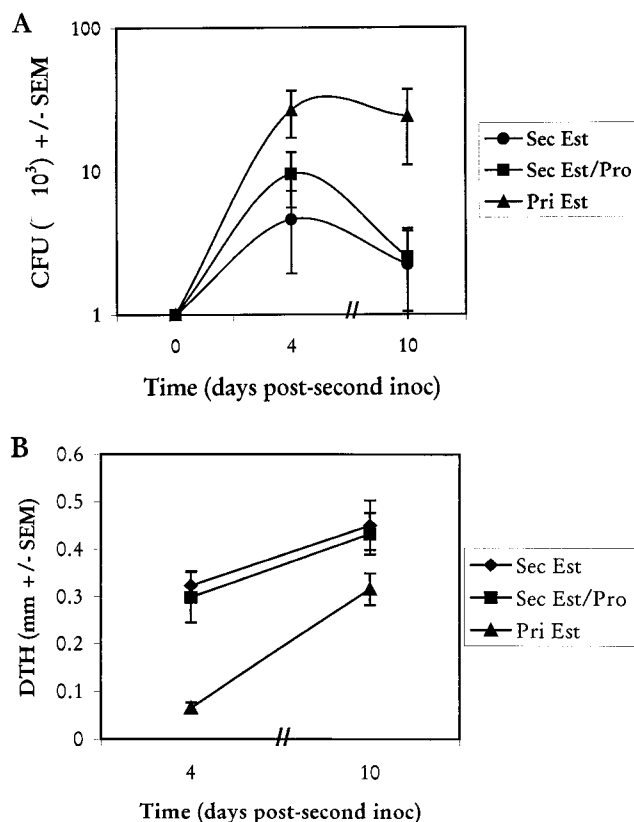 A
CFU (¯ 10³) +/- SEM
100
10
1
0
4
10
Time (days post-second inoc)
Sec Est
Sec Est/Pro
Pri Est
B
DTH (mm +/- SEM)
0.6
0.5
0.4
0.3
0.2
0.1
0
4
10
Time (days post-second inoc)
Sec Est
Sec Est/Pro
Pri Est